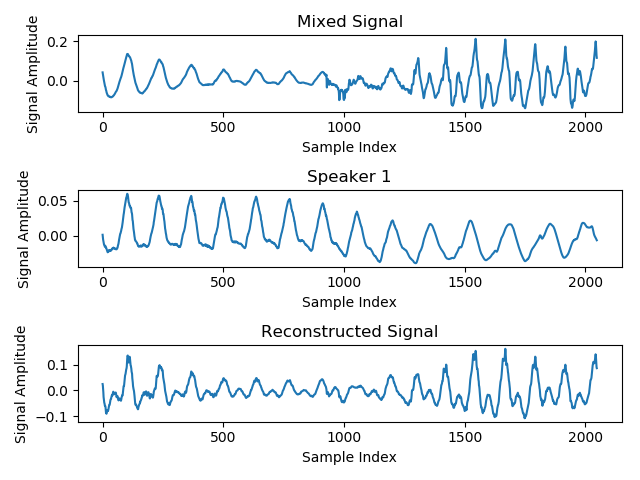 Mixed Signal
Signal Amplitude
0.2
0.0
0 500 1000 1500 2000
Sample Index
Speaker 1
Signal Amplitude
0.05
0.00
0 500 1000 1500 2000
Sample Index
Reconstructed Signal
Signal Amplitude
0.1
0.0
−0.1
0 500 1000 1500 2000
Sample Index